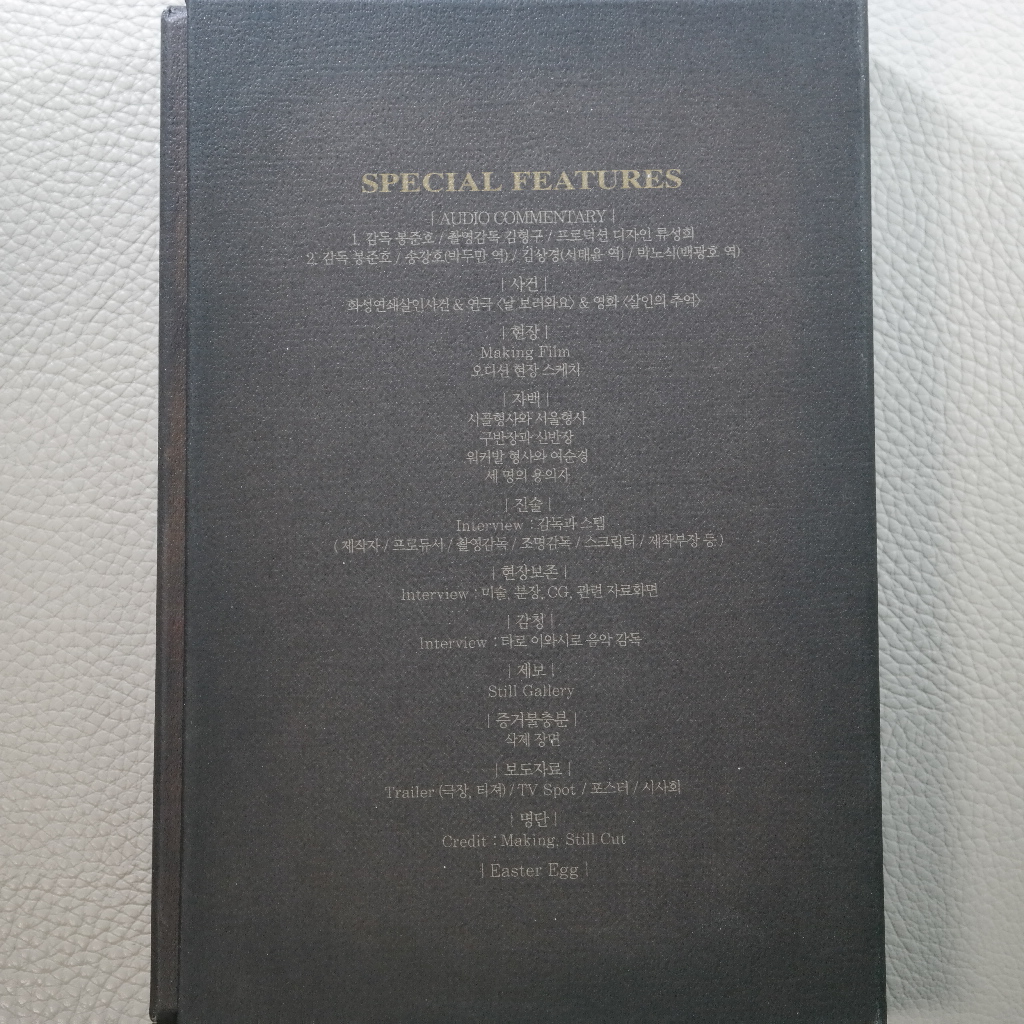 SPECIAL FEATURES
| AUDIO COMMENTARY |
1. 감독 봉준호 / 촬영감독 김형구 / 프로덕션 디자인 류성희
2. 감독 봉준호 / 송강호(박두만 역) / 김상경(서태윤 역) / 박노식(백광호 역)
| 사건 |
화성연쇄살인사건 & 연극 <날 보러와요> & 영화 <살인의 추억>
| 현장 |
Making Film
오디션 현장 스케치
| 자백 |
시골형사와 서울형사
구반장과 신반장
워커발 형사와 여순경
세 명의 용의자
| 진술 |
Interview : 감독과 스텝
( 제작자 / 프로듀서 / 촬영감독 / 조명감독 / 스크립터 / 제작부장 등 )
| 현장보존 |
Interview : 미술, 분장, CG, 관련 자료화면
| 감청 |
Interview : 타로 이와시로 음악 감독
| 제보 |
Still Gallery
| 증거불충분 |
삭제 장면
| 보도자료 |
Trailer (극장, 티저) / TV Spot / 포스터 / 시사회
| 명단 |
Credit : Making, Still Cut
| Easter Egg |